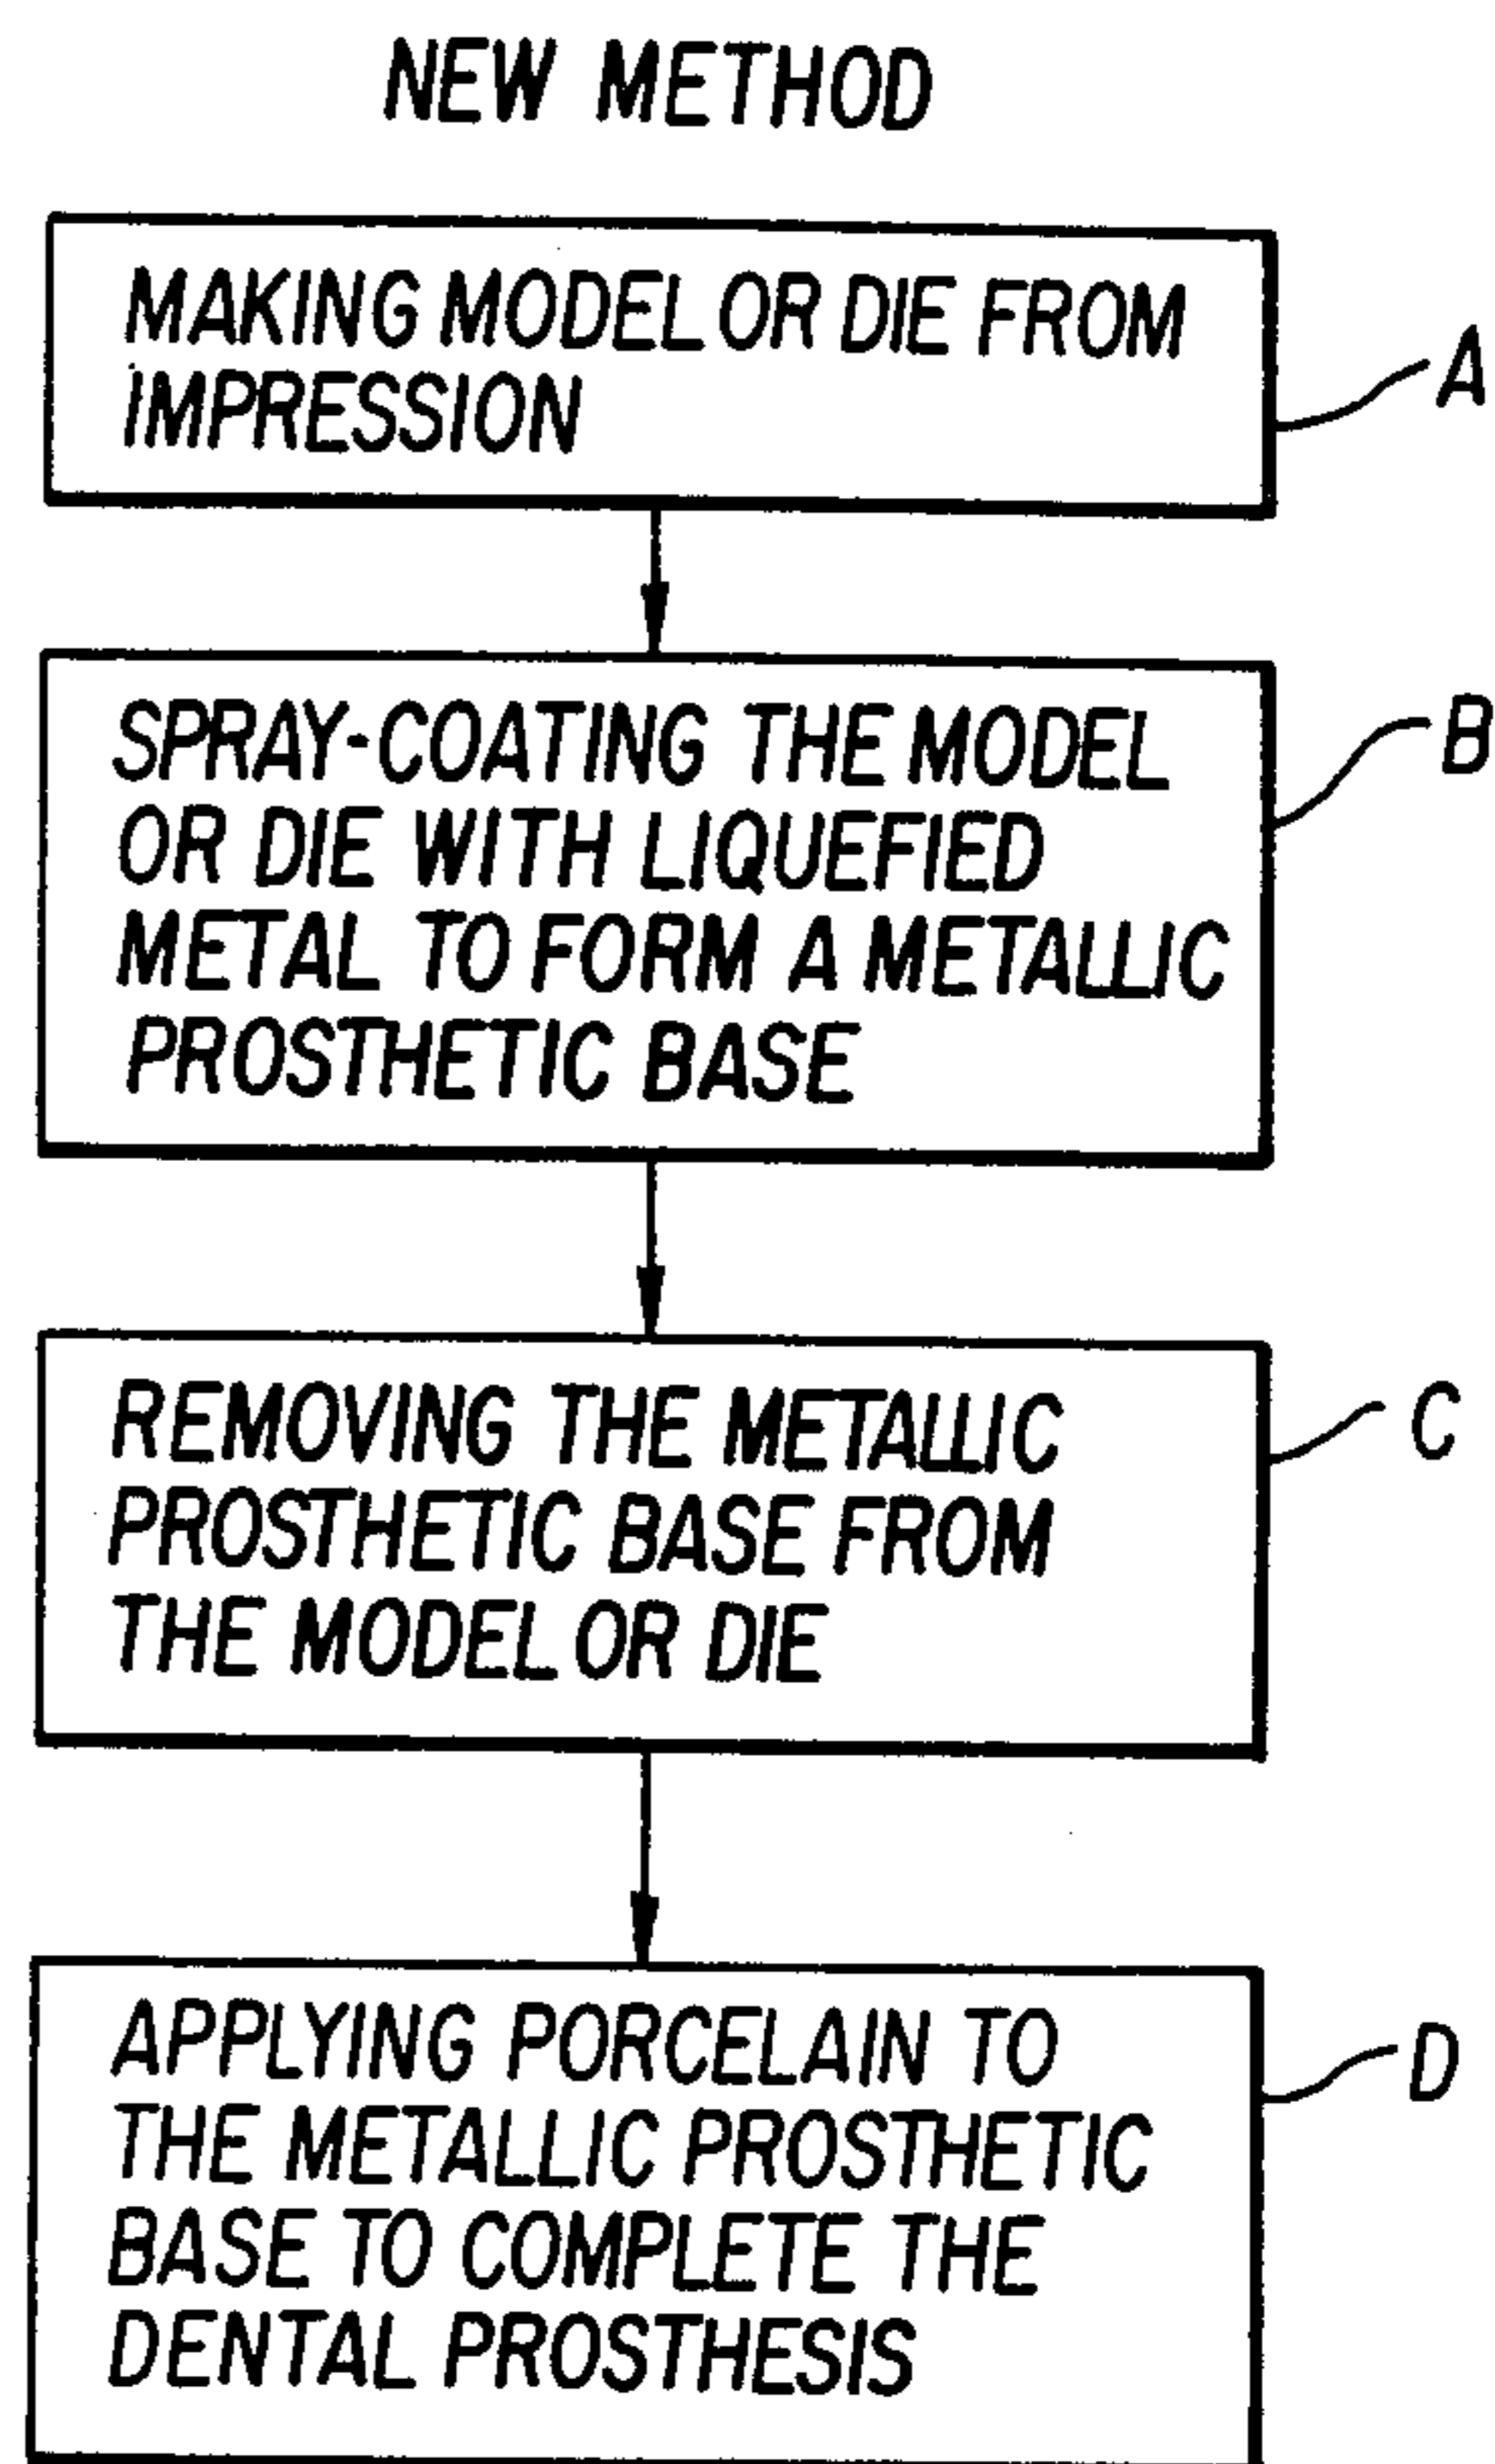 NEW METHOD
MAKING MODEL OR DIE FROM
IMPRESSION
A
SPRAY-COATING THE MODEL
OR DIE WITH LIQUEFIED
METAL TO FORM A METALLIC
PROSTHETIC BASE
B
REMOVING THE METALLIC
PROSTHETIC BASE FROM
THE MODEL OR DIE
C
APPLYING PORCELAIN TO
THE METALLIC PROSTHETIC
BASE TO COMPLETE THE
DENTAL PROSTHESIS
D